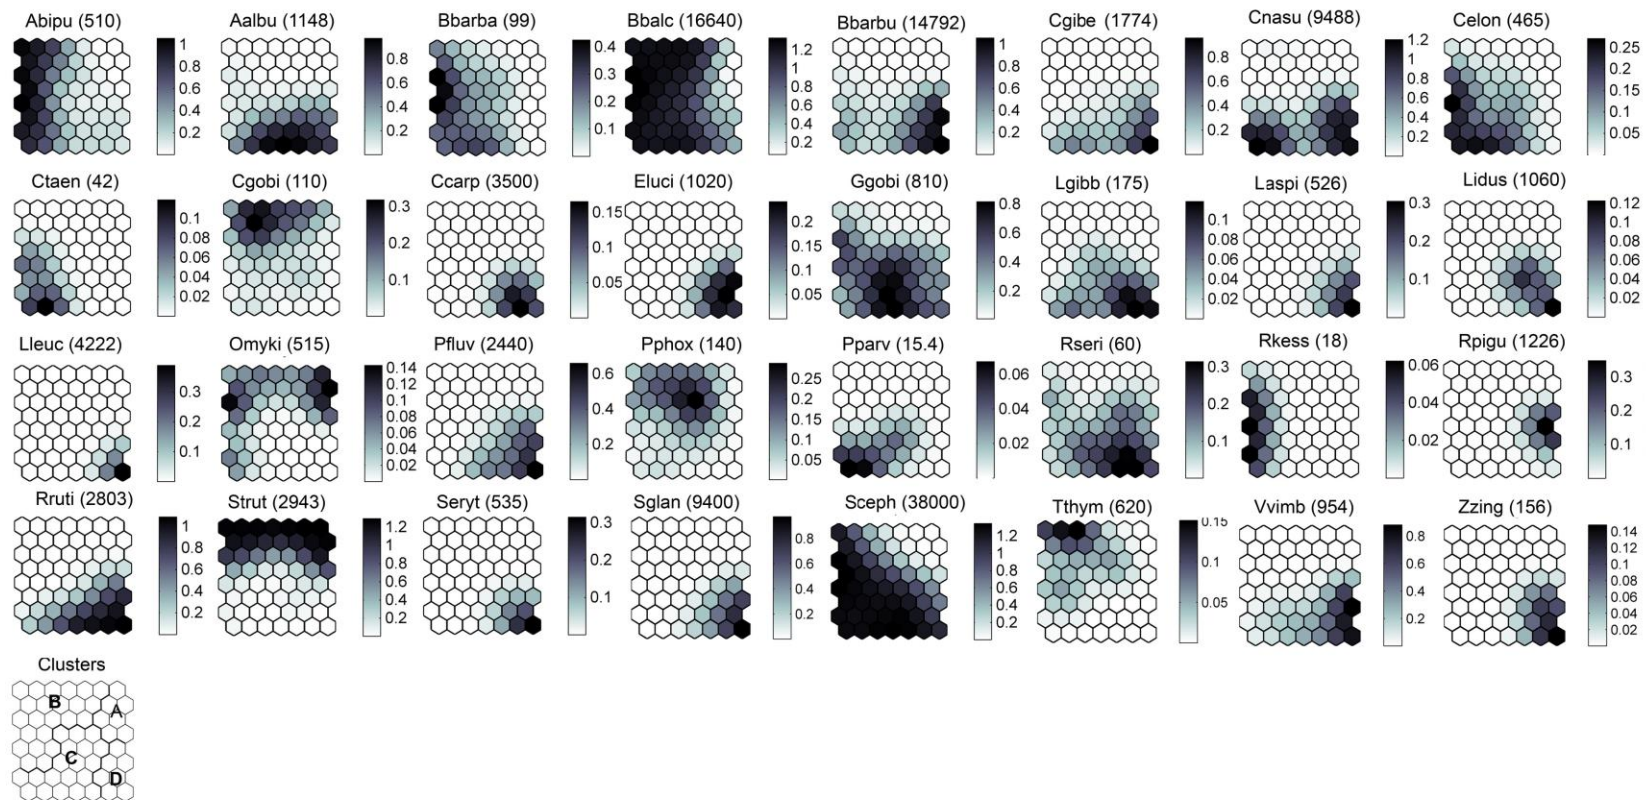 Abipu (510) Aalbu (1148) Bbarba (99) Bbalc (16640) Bbarbu (14792) Cgibe (1774) Cnasu (9488) Celon (465)
1 0.8 0.6 0.4 0.2
0.8 0.6 0.4 0.2
0.4 0.3 0.2 0.1
1.2 1 0.8 0.6 0.4 0.2
1 0.8 0.6 0.4 0.2
0.8 0.6 0.4 0.2
1.2 1 0.8 0.6 0.4 0.2
0.25 0.2 0.15 0.1 0.05
Ctaen (42) Cgobi (110) Ccarp (3500) Eluci (1020) Ggobi (810) Lgibb (175) Laspi (526) Lidus (1060)
0.1 0.08 0.06 0.04 0.02
0.3 0.2 0.1
0.15 0.1 0.05
0.2 0.15 0.1 0.05
0.8 0.6 0.4 0.2
0.1 0.08 0.06 0.04 0.02
0.3 0.2 0.1
0.12 0.1 0.08 0.06 0.04 0.02
Lleuc (4222) Omyki (515) Pfluv (2440) Pphox (140) Pparv (15.4) Rseri (60) Rkess (18) Rpigu (1226)
0.3 0.2 0.1
0.14 0.12 0.1 0.08 0.06 0.04 0.02
0.6 0.4 0.2
0.25 0.2 0.15 0.1 0.05
0.06 0.04 0.02
0.3 0.2 0.1
0.06 0.04 0.02
0.3 0.2 0.1
Rruti (2803) Strut (2943) Seryt (535) Sglan (9400) Sceph (38000) Tthym (620) Vvimb (954) Zzing (156)
1 0.8 0.6 0.4 0.2
1.2 1 0.8 0.6 0.4 0.2
0.3 0.2 0.1
0.8 0.6 0.4 0.2
1.2 1 0.8 0.6 0.4 0.2
0.15 0.1 0.05
0.8 0.6 0.4 0.2
0.14 0.12 0.1 0.08 0.06 0.04 0.02
Clusters
B
A
C
D